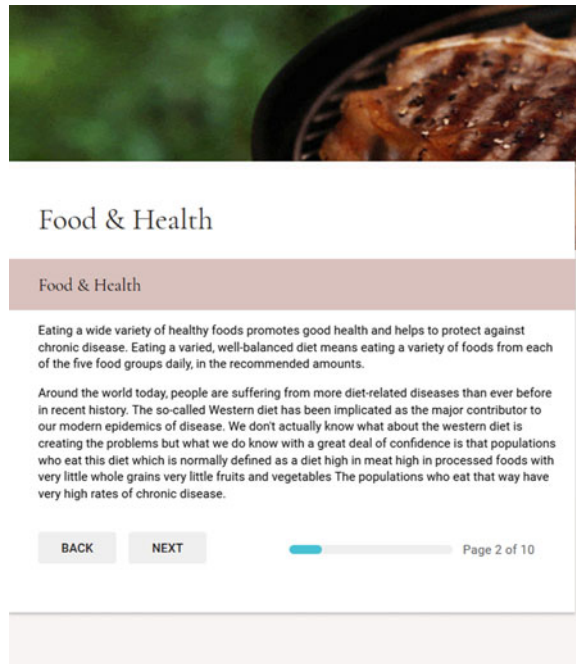 Food & Health
Food & Health
Eating a wide variety of healthy foods promotes good health and helps to protect against
chronic disease. Eating a varied, well-balanced diet means eating a variety of foods from each
of the five food groups daily, in the recommended amounts.
Around the world today, people are suffering from more diet-related diseases than ever before
in recent history. The so-called Western diet has been implicated as the major contributor to
our modern epidemics of disease. We don't actually know what about the western diet is
creating the problems but what we do know with a great deal of confidence is that populations
who eat this diet which is normally defined as a diet high in meat high in processed foods with
very little whole grains very little fruits and vegetables The populations who eat that way have
very high rates of chronic disease.
BACK NEXT Page 2 of 10